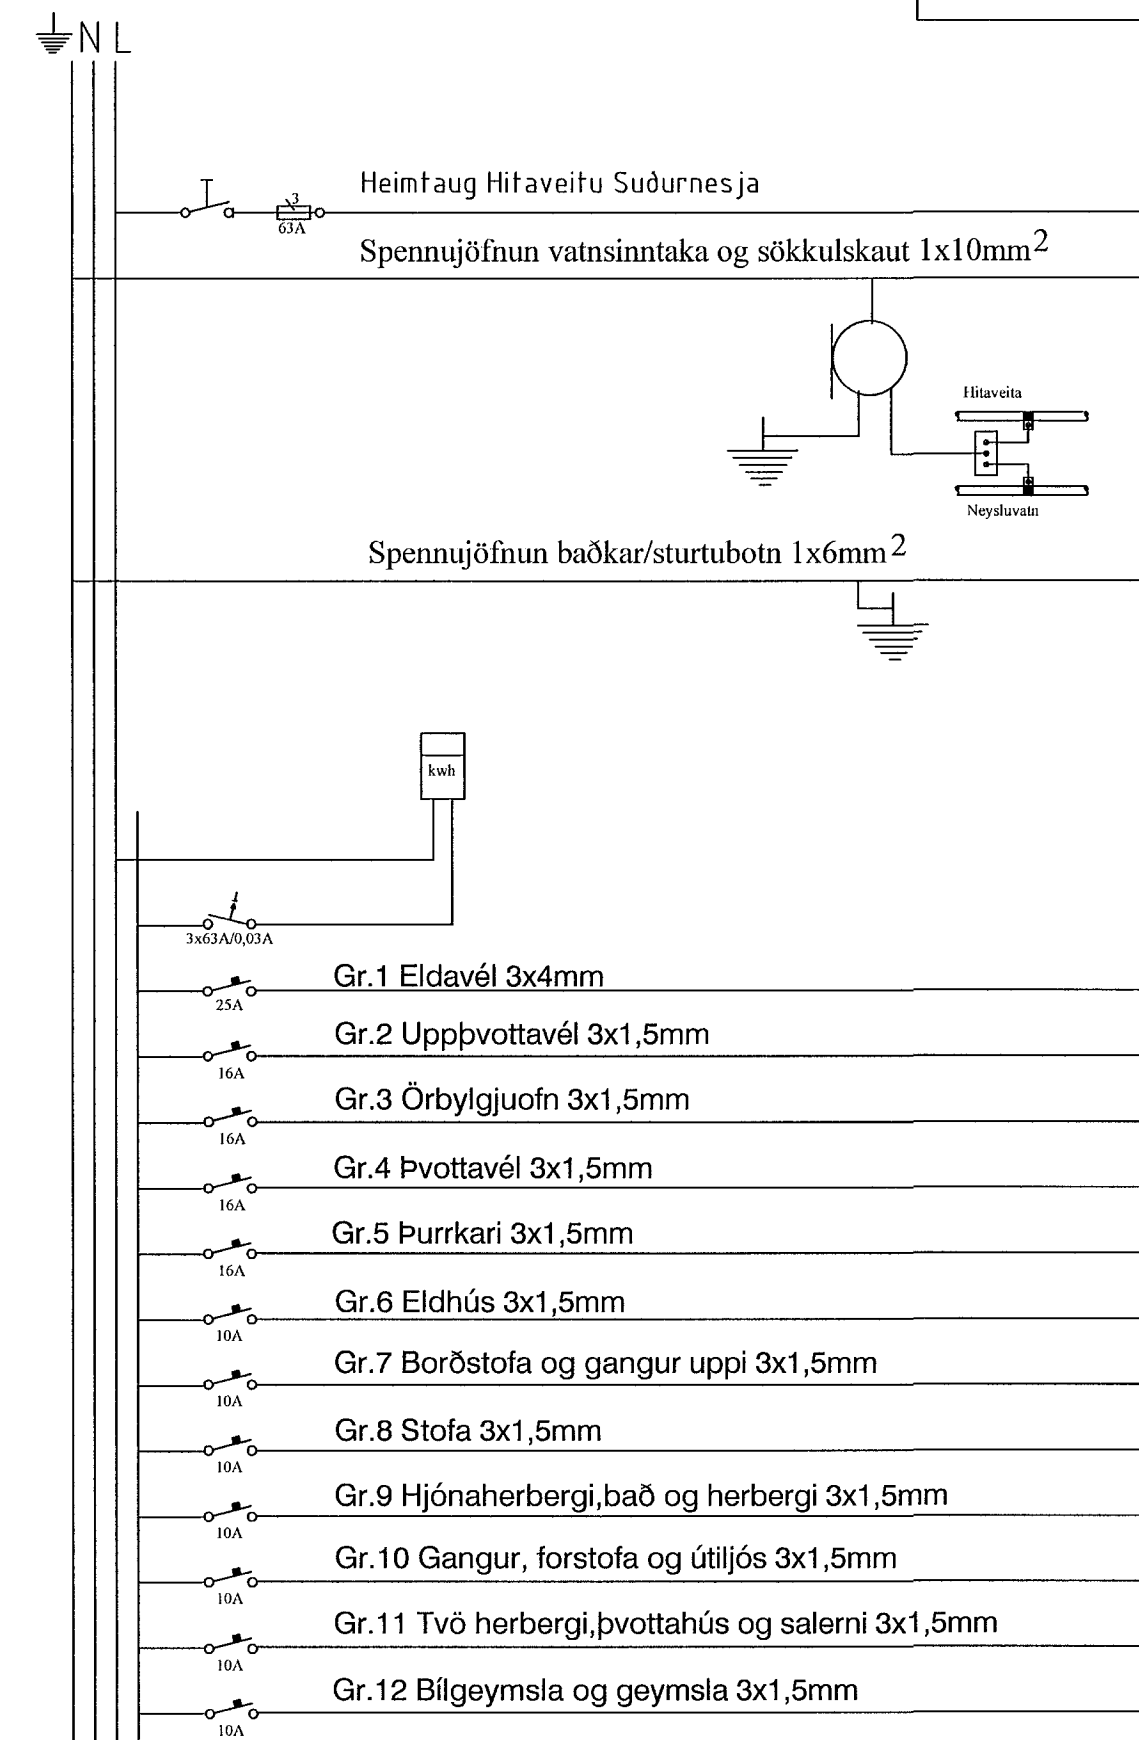 N L
Heimtaug Hitaveitu Suðurnesja
3
63A
Spennujöfnun vatnsinntaka og sökkulskaut 1x10mm2
Hitaveita
Neysluvatn
Spennujöfnun baðkar/sturtubotn 1x6mm2
kwh
3x63A/0,03A
Gr.1 Eldavél 3x4mm
25A
Gr.2 Uppþvottavél 3x1,5mm
16A
Gr.3 Örbylgjuofn 3x1,5mm
16A
Gr.4 Þvottavél 3x1,5mm
16A
Gr.5 Þurrkari 3x1,5mm
16A
Gr.6 Eldhús 3x1,5mm
10A
Gr.7 Borðstofa og gangur uppi 3x1,5mm
10A
Gr.8 Stofa 3x1,5mm
10A
Gr.9 Hjónaherbergi,bað og herbergi 3x1,5mm
10A
Gr.10 Gangur, forstofa og útiljós 3x1,5mm
10A
Gr.11 Tvö herbergi,þvottahús og salerni 3x1,5mm
10A
Gr.12 Bílgeymsla og geymsla 3x1,5mm
10A